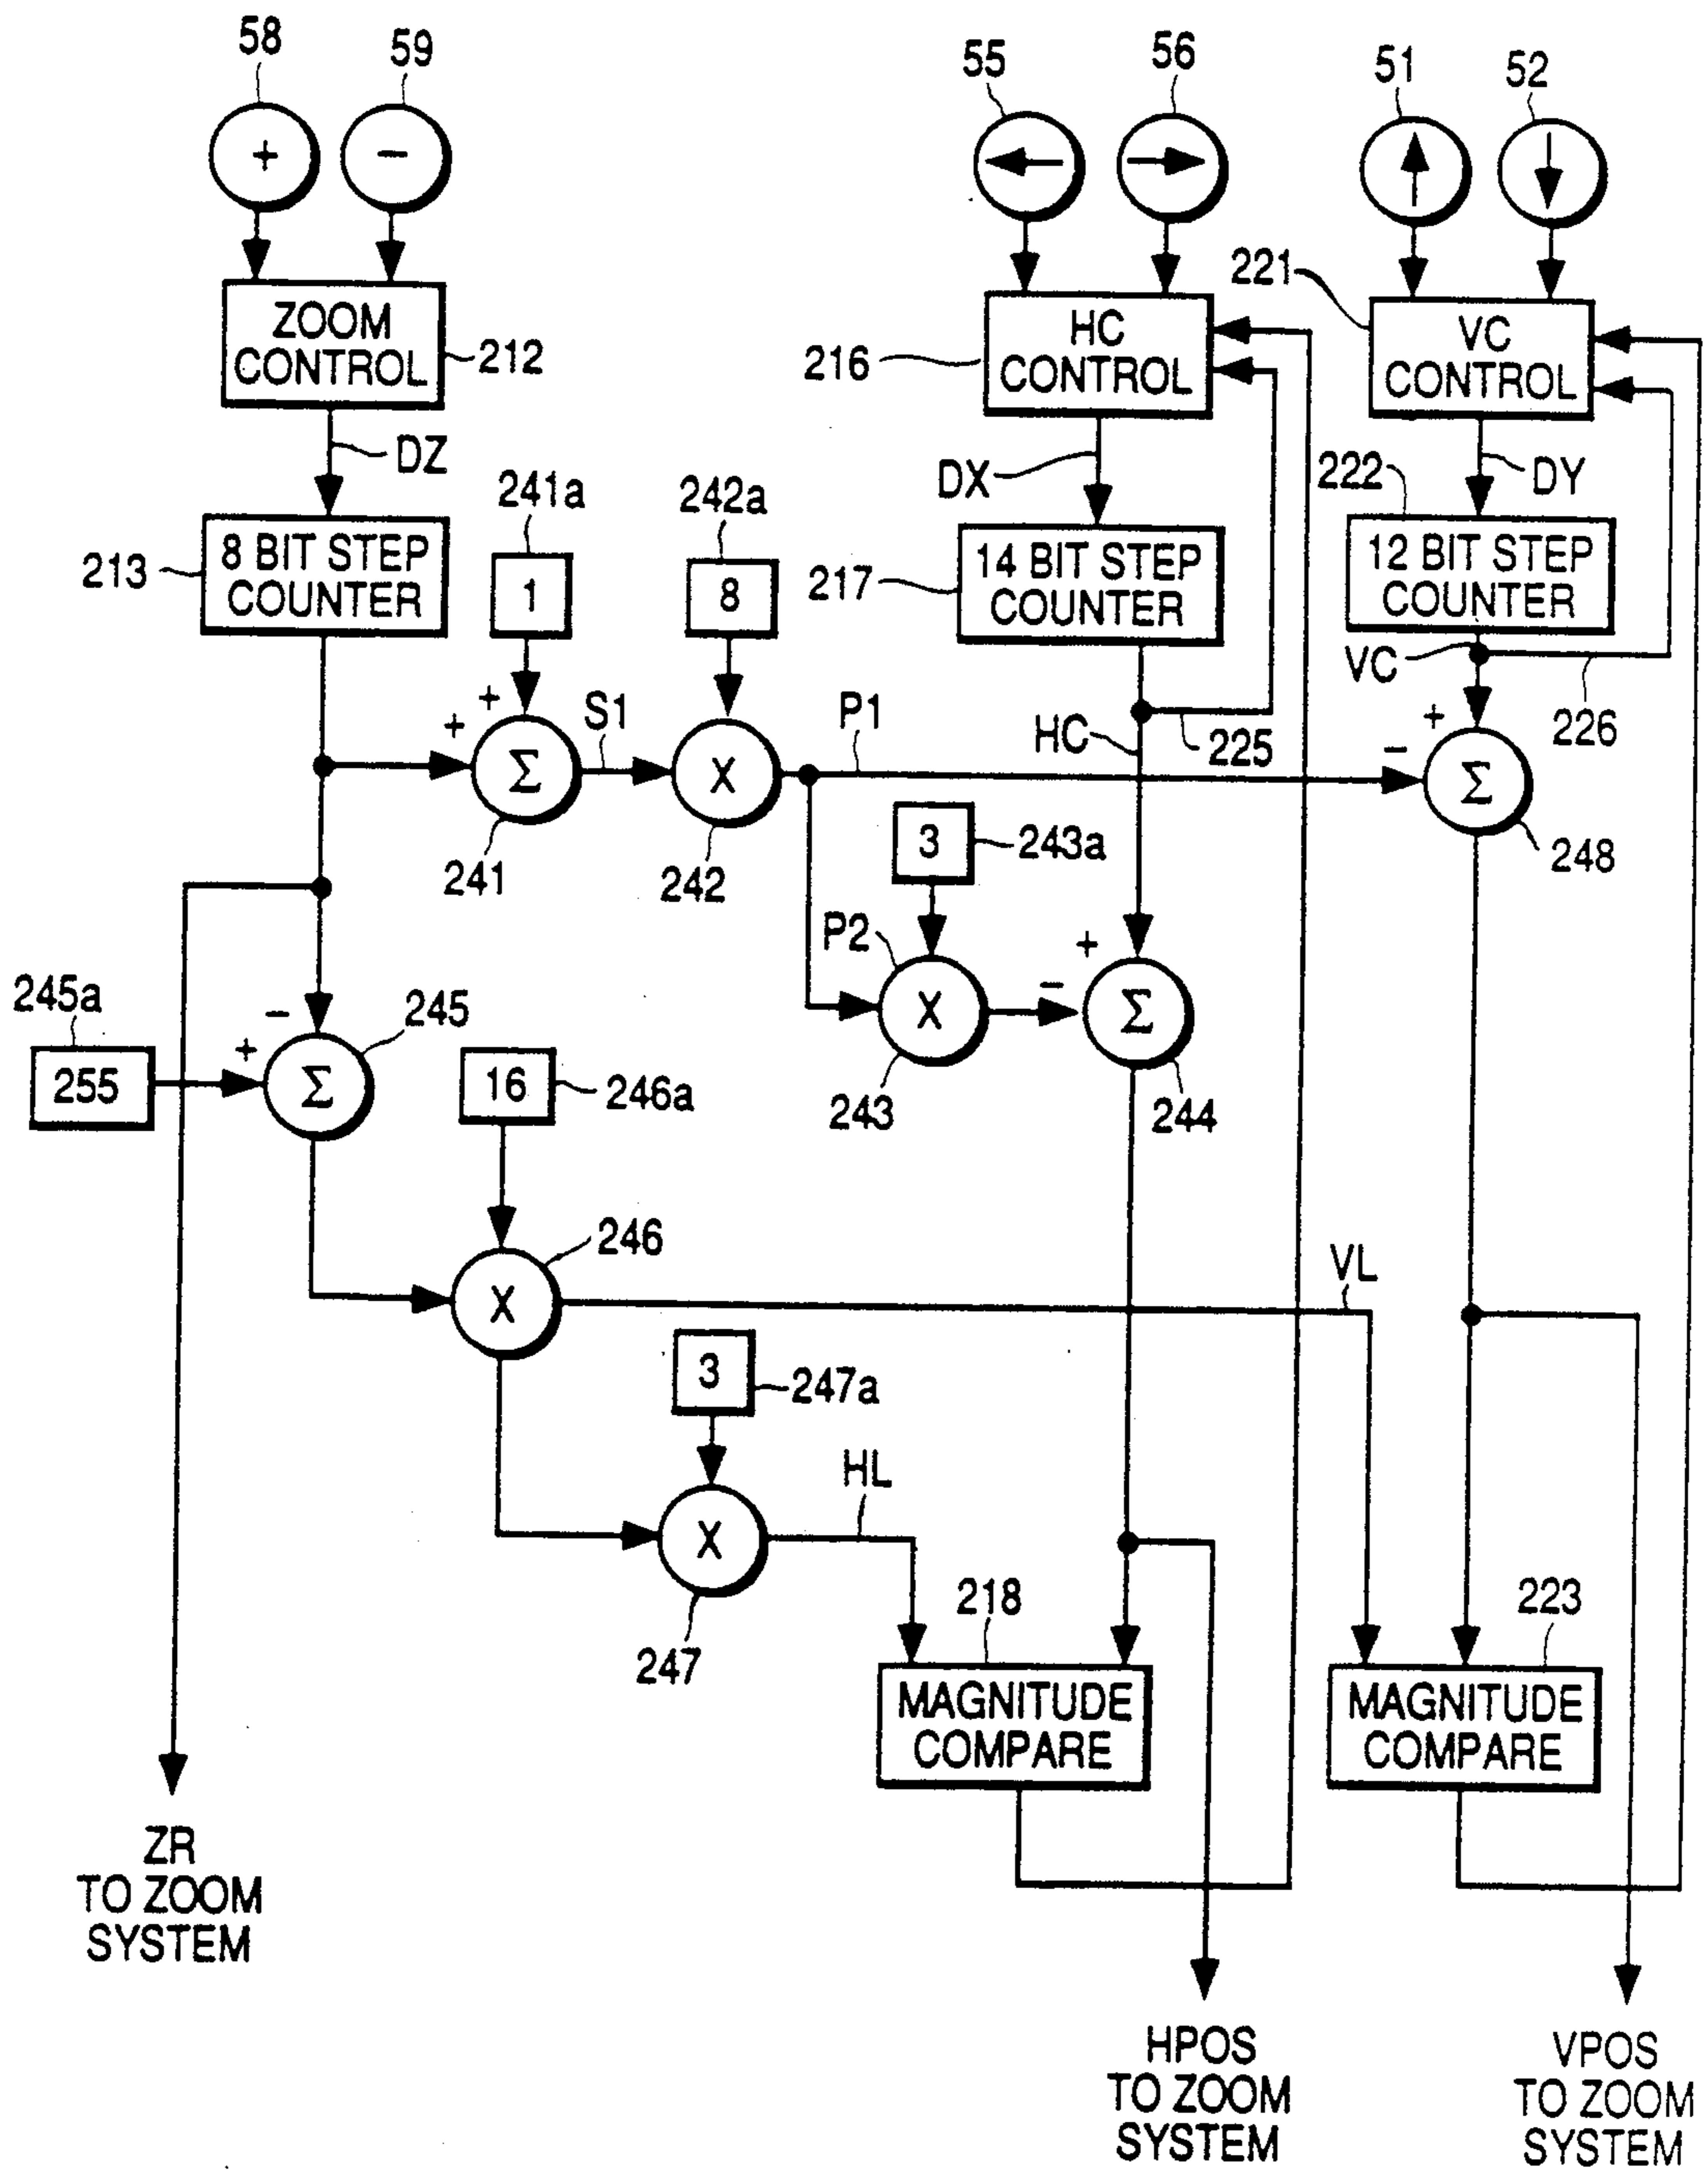 58
59
55
56
51
52
+
−
ZOOM
CONTROL
212
216
HC
CONTROL
221
VC
CONTROL
DZ
DX
DY
241a
242a
222
213
8 BIT STEP
COUNTER
1
8
217
14 BIT STEP
COUNTER
12 BIT STEP
COUNTER
VC
226
+
+
S1
P1
HC
225
+
−
Σ
241
X
242
Σ
248
3
243a
P2
+
−
X
243
Σ
244
245a
245
−
+
255
Σ
16
246a
246
X
VL
3
247a
HL
X
247
218
223
MAGNITUDE
COMPARE
MAGNITUDE
COMPARE
ZR
TO ZOOM
SYSTEM
HPOS
TO ZOOM
SYSTEM
VPOS
TO ZOOM
SYSTEM